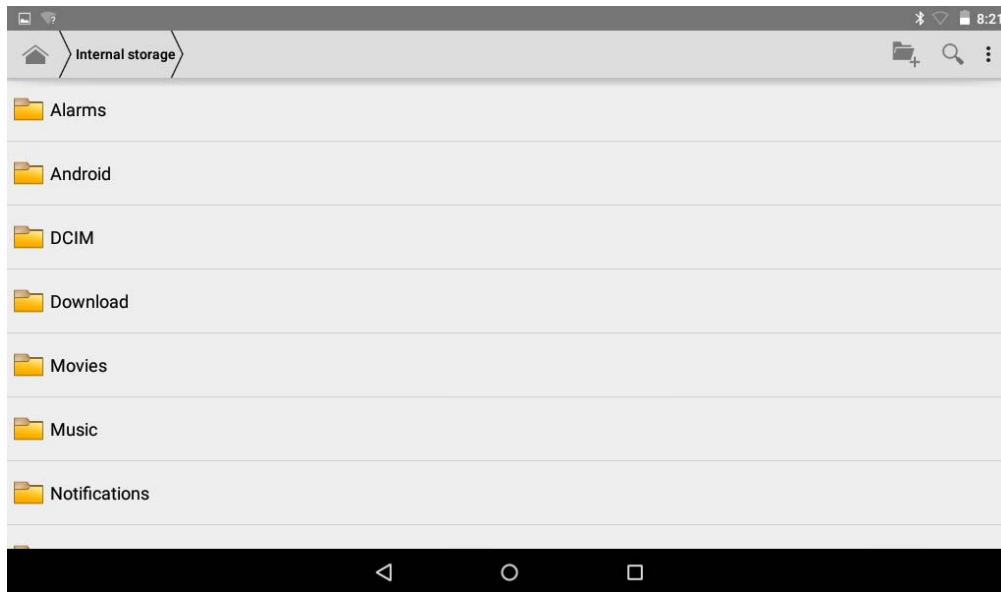 8:21
Internal storage
Alarms
Android
DCIM
Download
Movies
Music
Notifications